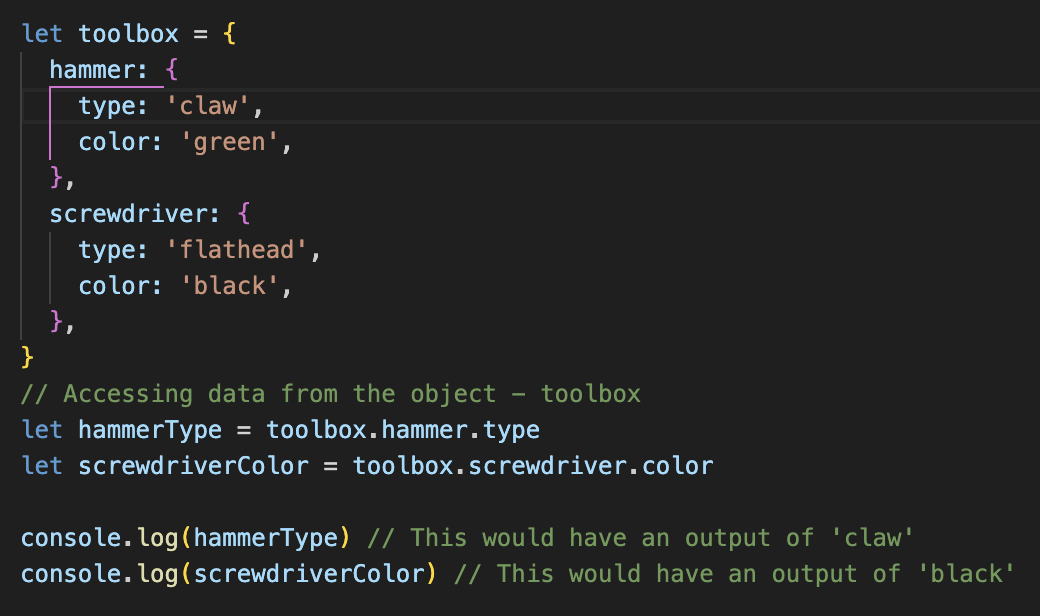 let toolbox = {
  hammer: {
    type: 'claw',
    color: 'green',
  },
  screwdriver: {
    type: 'flathead',
    color: 'black',
  },
}
// Accessing data from the object - toolbox
let hammerType = toolbox.hammer.type
let screwdriverColor = toolbox.screwdriver.color

console.log(hammerType) // This would have an output of 'claw'
console.log(screwdriverColor) // This would have an output of 'black'